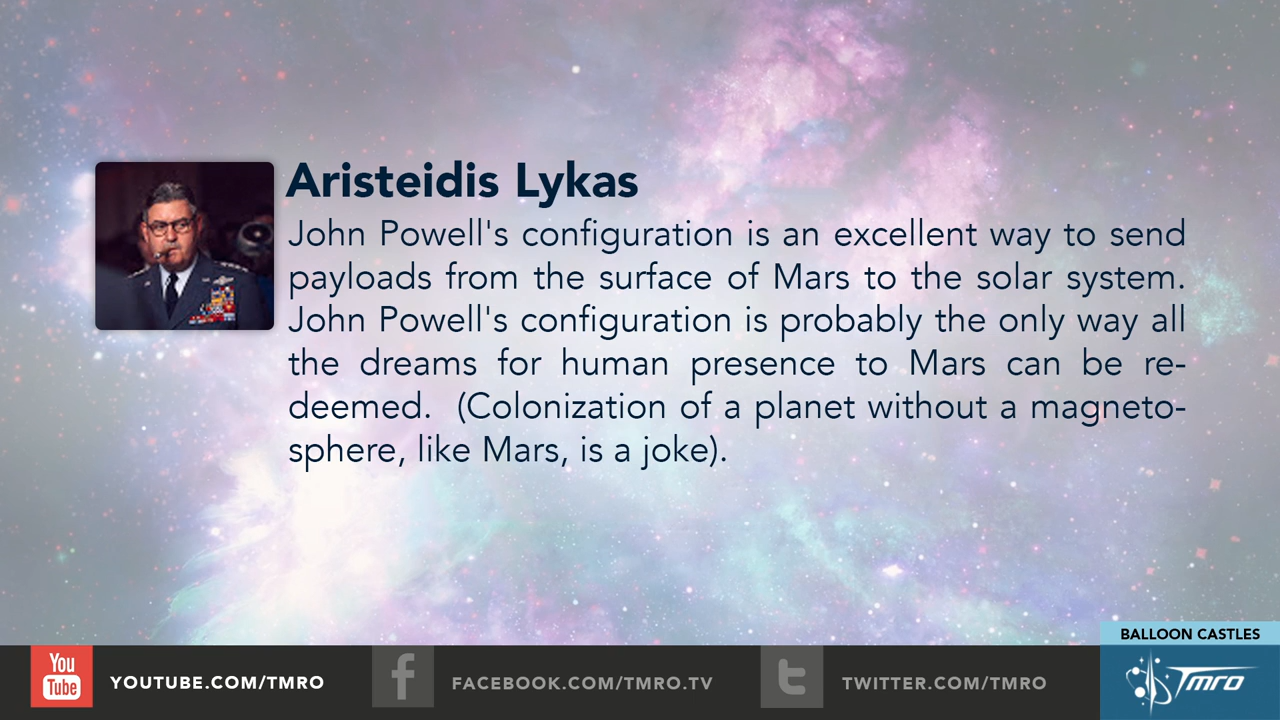 Aristeidis Lykas
John Powell's configuration is an excellent way to send
payloads from the surface of Mars to the solar system.
John Powell's configuration is probably the only way all
the dreams for human presence to Mars can be re-
deemed.  (Colonization of a planet without a magneto-
sphere, like Mars, is a joke).
BALLOON CASTLES
You
Tube
YOUTUBE.COM/TMRO
f
FACEBOOK.COM/TMRO.TV
t
TWITTER.COM/TMRO
Tmro